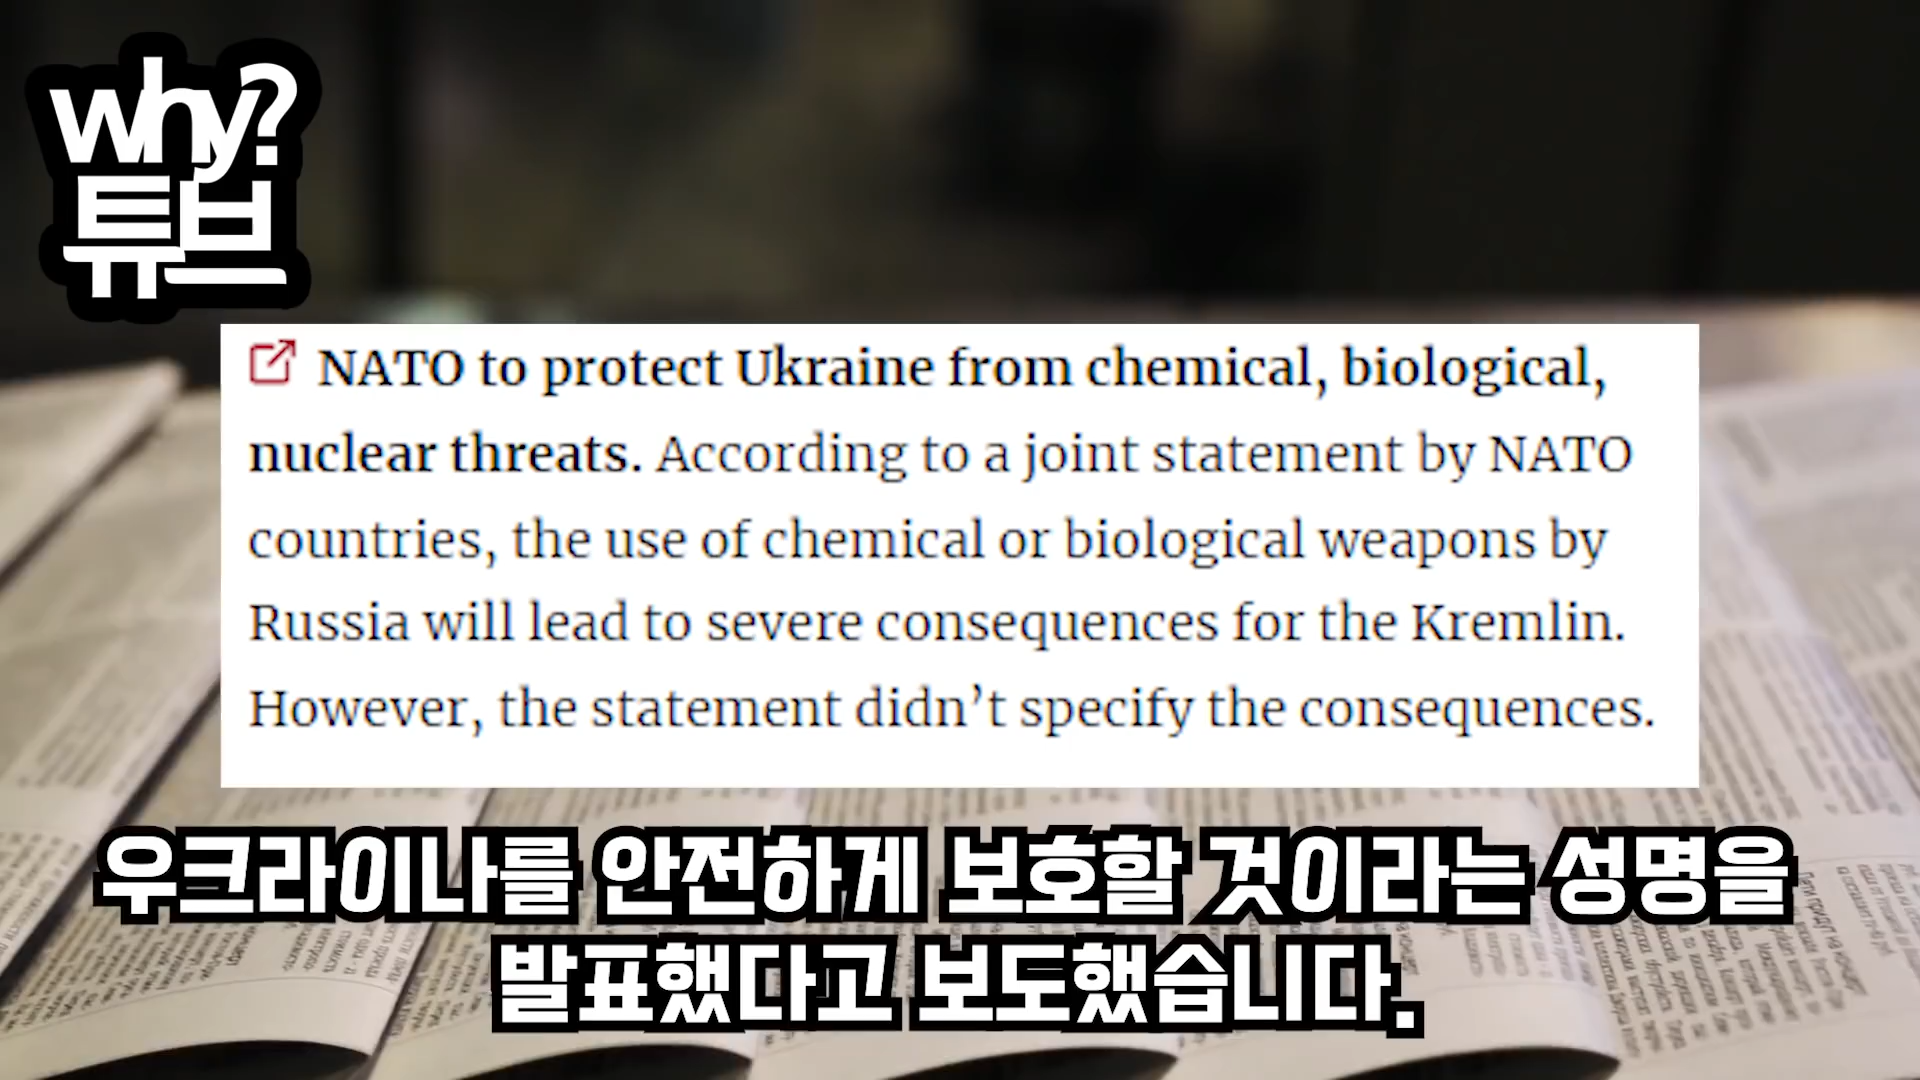 why?
튜브
NATO to protect Ukraine from chemical, biological,
nuclear threats. According to a joint statement by NATO
countries, the use of chemical or biological weapons by
Russia will lead to severe consequences for the Kremlin.
However, the statement didn’t specify the consequences.
우크라이나를 안전하게 보호할 것이라는 성명을
발표했다고 보도했습니다.